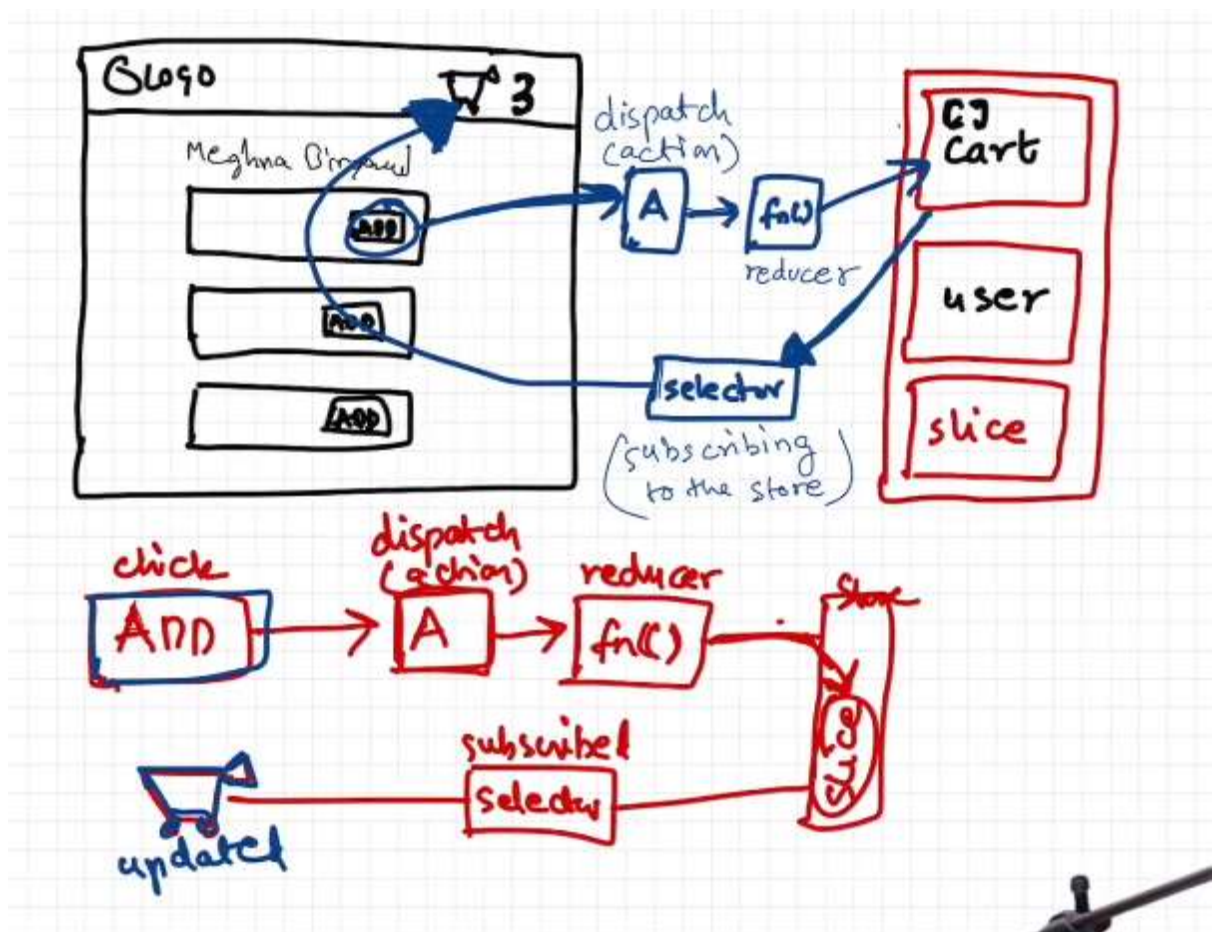 Logo
3
Meghna Biryani
ADD
ADD
ADD
dispatch
(action)
A
fn()
reducer
selector
(subscribing
to the store)
[]
Cart
user
slice
click
ADD
dispatch
(action)
A
reducer
fn()
Store
slice
subscribed
selector
updated